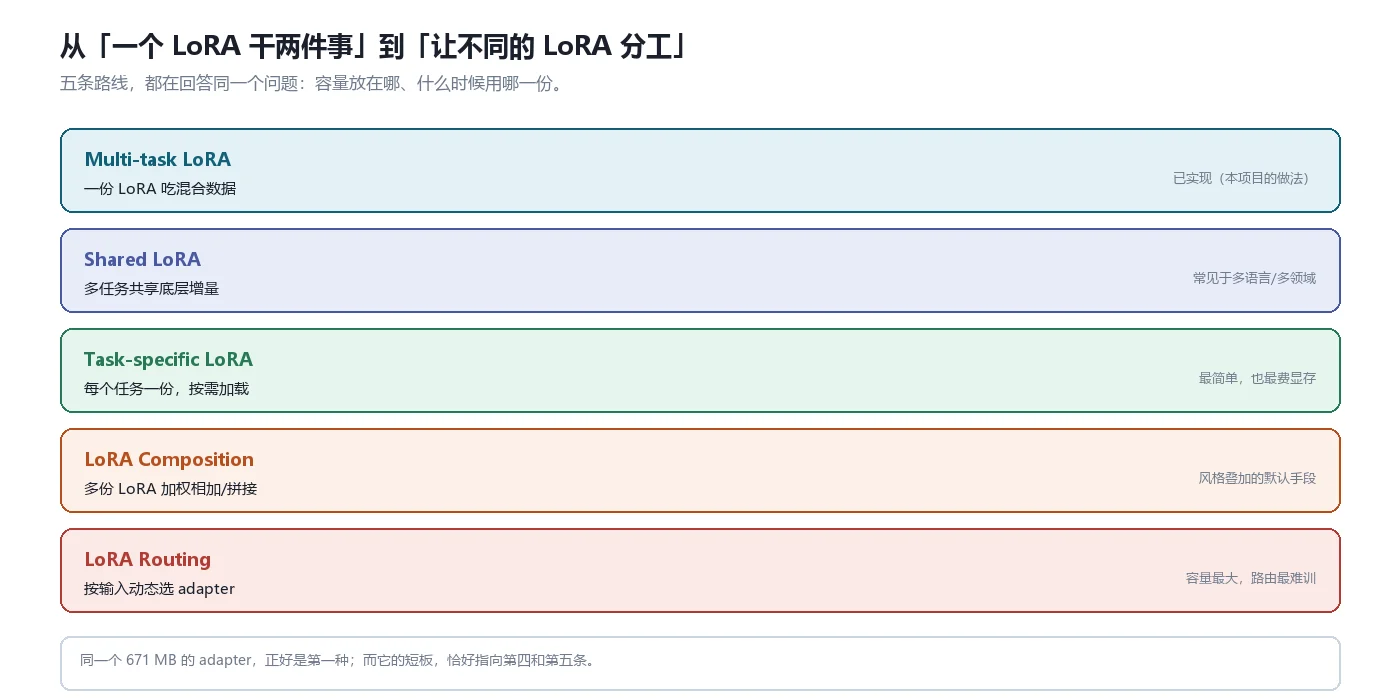 从「一个 LoRA 干两件事」到「让不同的 LoRA 分工」
五条路线，都在回答同一个问题：容量放在哪、什么时候用哪一份。
Multi-task LoRA
一份 LoRA 吃混合数据
已实现（本项目的做法）
Shared LoRA
多任务共享底层增量
常见于多语言/多领域
Task-specific LoRA
每个任务一份，按需加载
最简单，也最费显存
LoRA Composition
多份 LoRA 加权相加/拼接
风格叠加的默认手段
LoRA Routing
按输入动态选 adapter
容量最大，路由最难训
同一个 671 MB 的 adapter，正好是第一种；而它的短板，恰好指向第四和第五条。